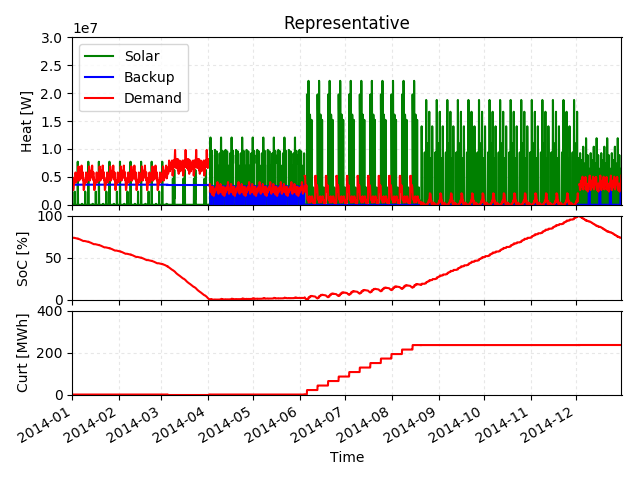 Representative
1e7
3.0
2.5
2.0
1.5
1.0
0.5
0.0
Heat [W]
Solar
Backup
Demand
100
50
0
SoC [%]
400
200
0
Curt [MWh]
2014-01
2014-02
2014-03
2014-04
2014-05
2014-06
2014-07
2014-08
2014-09
2014-10
2014-11
2014-12
Time